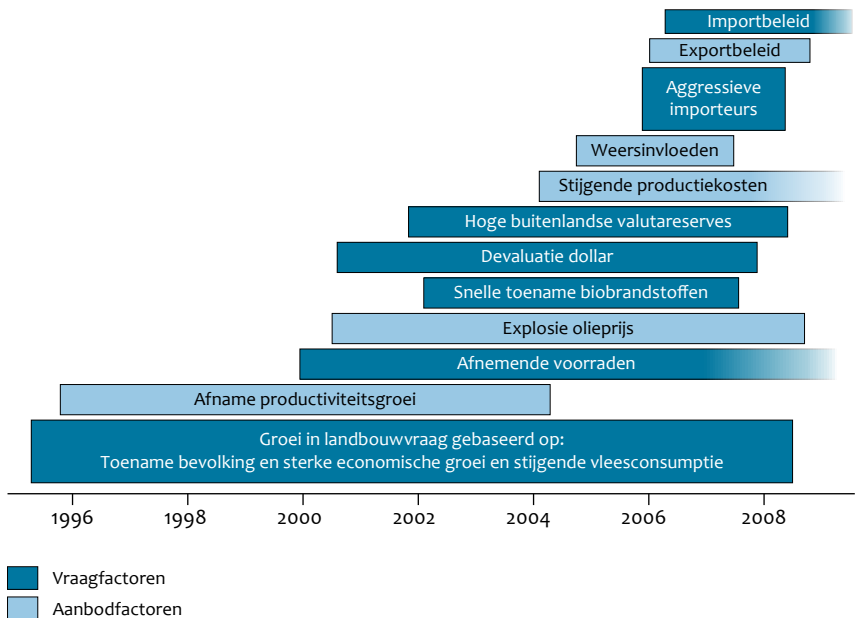 Importbeleid
Exportbeleid
Aggressieve
importeurs
Weersinvloeden
Stijgende productiekosten
Hoge buitenlandse valutareserves
Devaluatie dollar
Snelle toename biobrandstoffen
Explosie olieprijs
Afnemende voorraden
Afname productiviteitsgroei
Groei in landbouwvraag gebaseerd op:
Toename bevolking en sterke economische groei en stijgende vleesconsumptie
1996 1998 2000 2002 2004 2006 2008
Vraagfactoren
Aanbodfactoren